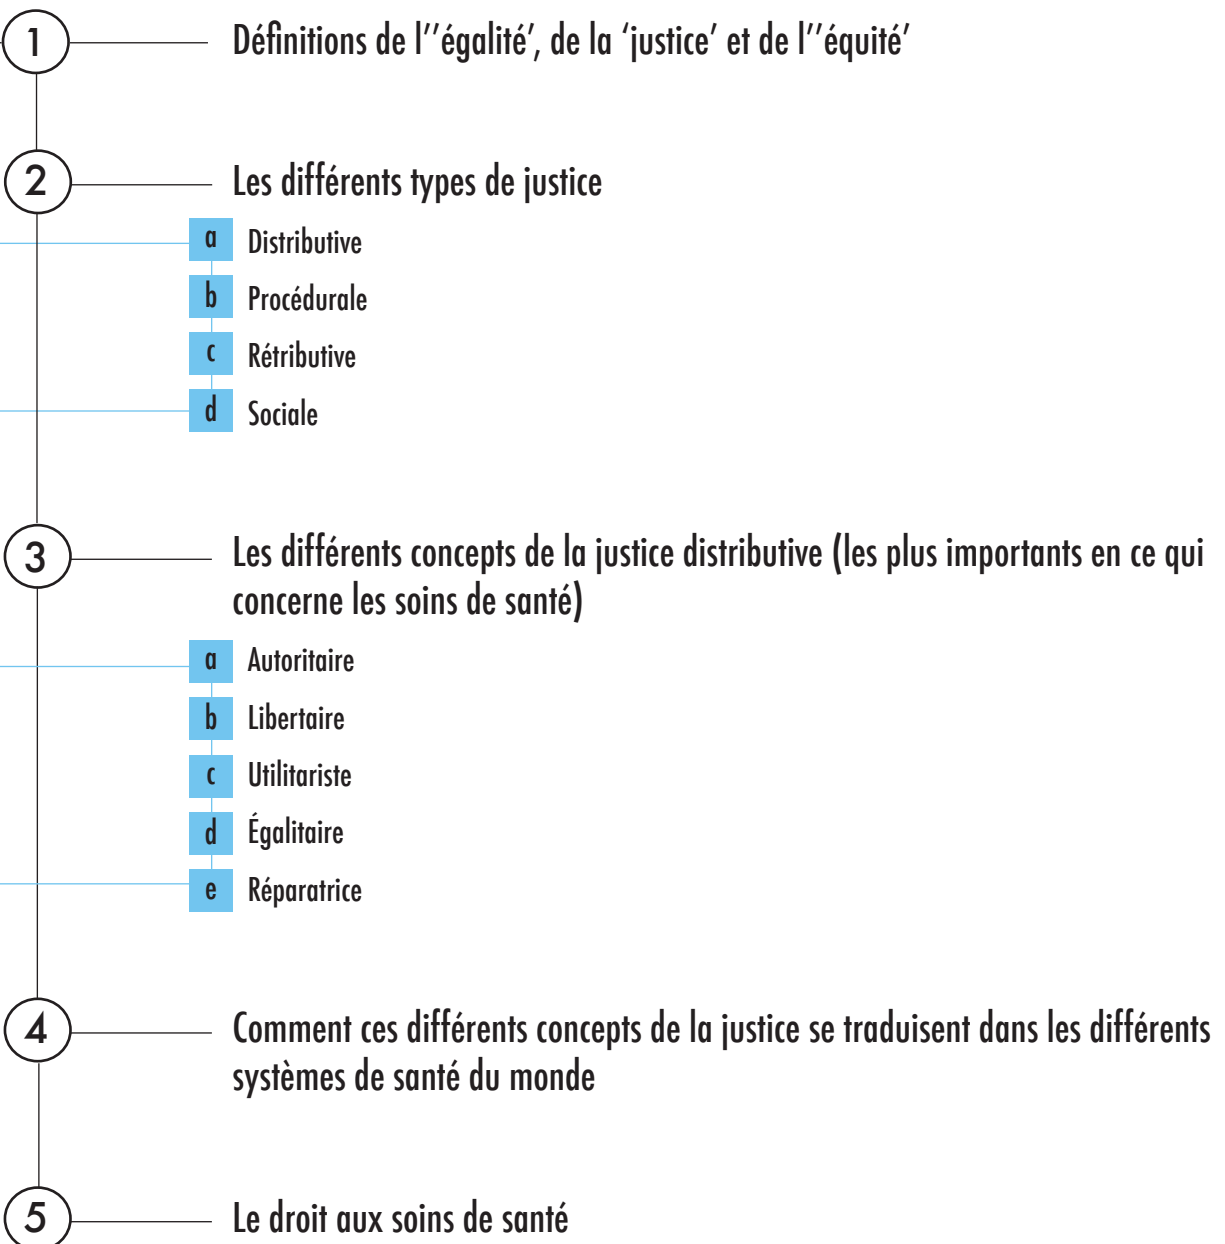 1 Définitions de l''égalité', de la 'justice' et de l''équité'
2 Les différents types de justice
a Distributive
b Procédurale
c Rétributive
d Sociale
3 Les différents concepts de la justice distributive (les plus importants en ce qui
concerne les soins de santé)
a Autoritaire
b Libertaire
c Utilitariste
d Égalitaire
e Réparatrice
4 Comment ces différents concepts de la justice se traduisent dans les différents
systèmes de santé du monde
5 Le droit aux soins de santé